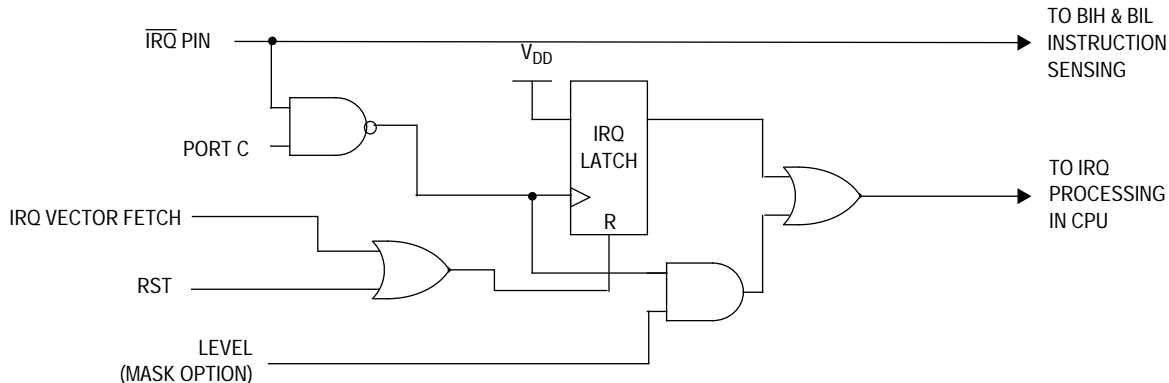 IRQ PIN
TO BIH & BIL
INSTRUCTION
SENSING
VDD
IRQ
LATCH
PORT C
TO IRQ
PROCESSING
IN CPU
IRQ VECTOR FETCH
R
RST
LEVEL
(MASK OPTION)